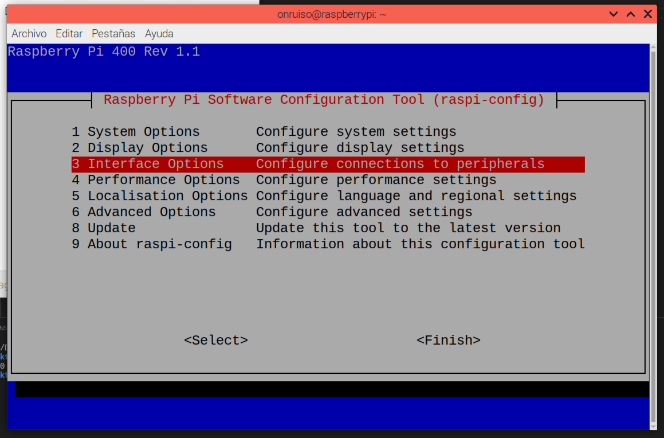 onruiso@raspberrypi: ~
Archivo Editar Pestañas Ayuda
Raspberry Pi 400 Rev 1.1
Raspberry Pi Software Configuration Tool (raspi-config)
1 System Options Configure system settings
2 Display Options Configure display settings
3 Interface Options Configure connections to peripherals
4 Performance Options Configure performance settings
5 Localisation Options Configure language and regional settings
6 Advanced Options Configure advanced settings
8 Update Update this tool to the latest version
9 About raspi-config Information about this configuration tool
<Select> <Finish>